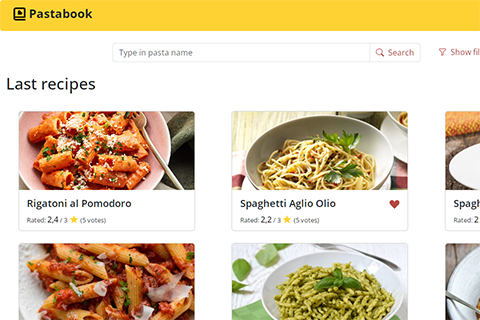 Pastabook
Type in pasta name
Search
Show fil
Last recipes
Rigatoni al Pomodoro
Rated: 2,4 / 3 (5 votes)
Spaghetti Aglio Olio
Rated: 2,2 / 3 (5 votes)
Spagh
Rated: 2